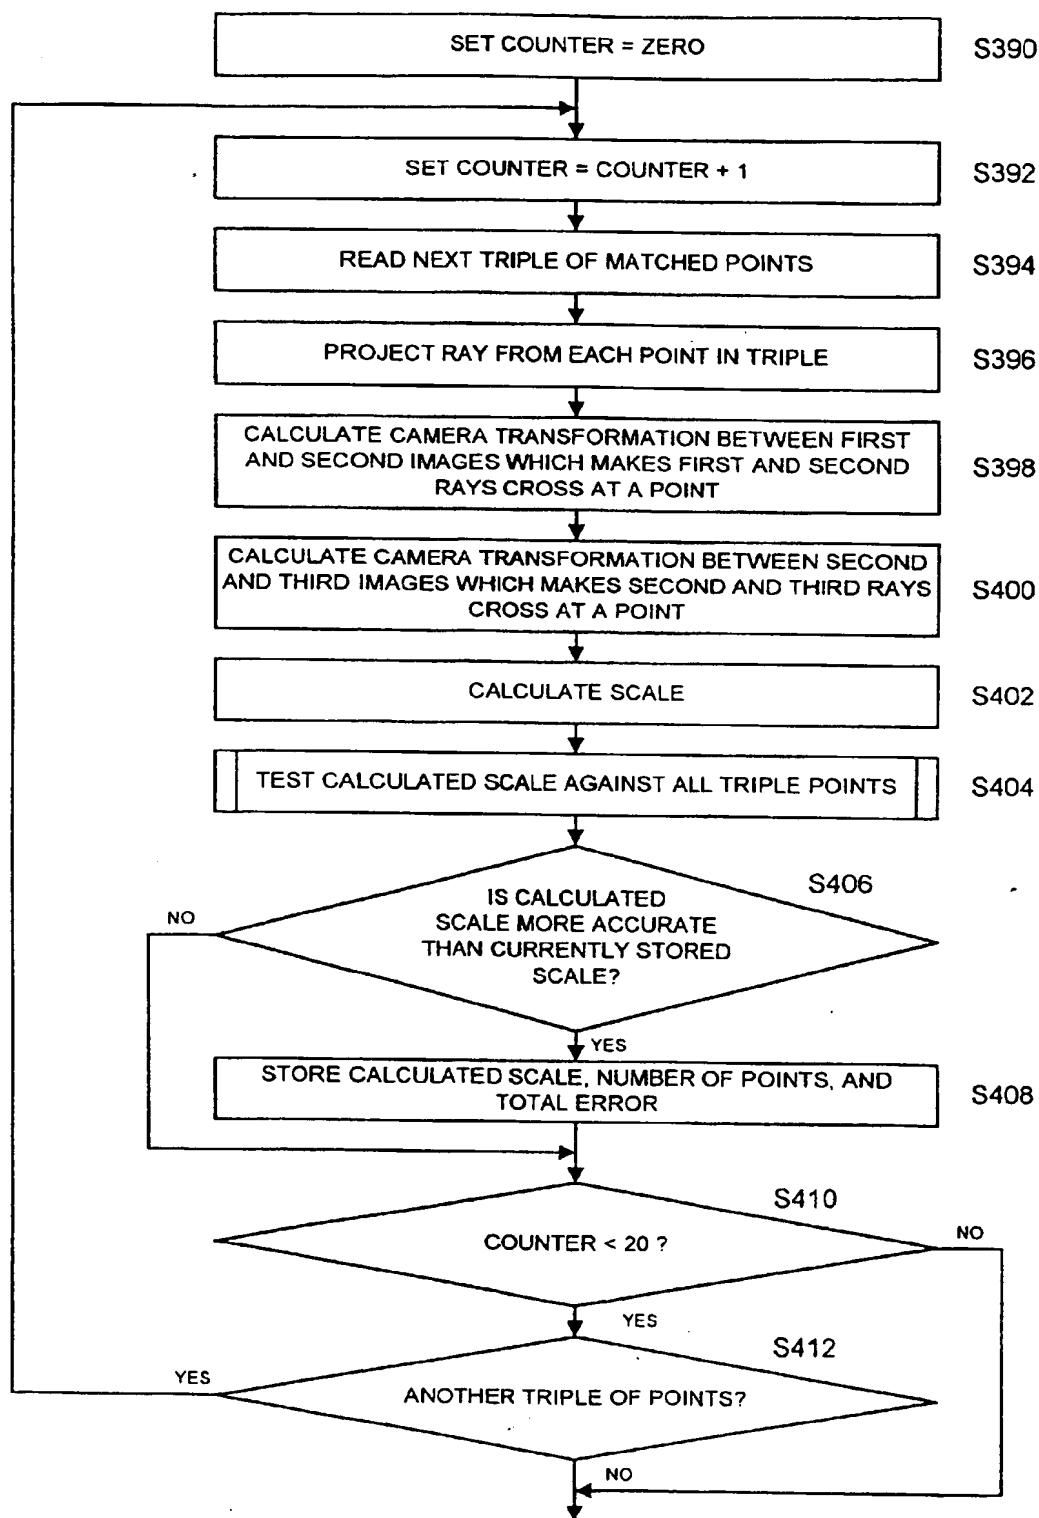 SET COUNTER = ZERO
S390
SET COUNTER = COUNTER + 1
S392
READ NEXT TRIPLE OF MATCHED POINTS
S394
PROJECT RAY FROM EACH POINT IN TRIPLE
S396
CALCULATE CAMERA TRANSFORMATION BETWEEN FIRST
AND SECOND IMAGES WHICH MAKES FIRST AND SECOND
RAYS CROSS AT A POINT
S398
CALCULATE CAMERA TRANSFORMATION BETWEEN SECOND
AND THIRD IMAGES WHICH MAKES SECOND AND THIRD RAYS
CROSS AT A POINT
S400
CALCULATE SCALE
S402
TEST CALCULATED SCALE AGAINST ALL TRIPLE POINTS
S404
S406
IS CALCULATED
SCALE MORE ACCURATE
THAN CURRENTLY STORED
SCALE?
NO
YES
STORE CALCULATED SCALE, NUMBER OF POINTS, AND
TOTAL ERROR
S408
S410
COUNTER < 20 ?
NO
YES
S412
ANOTHER TRIPLE OF POINTS?
YES
NO